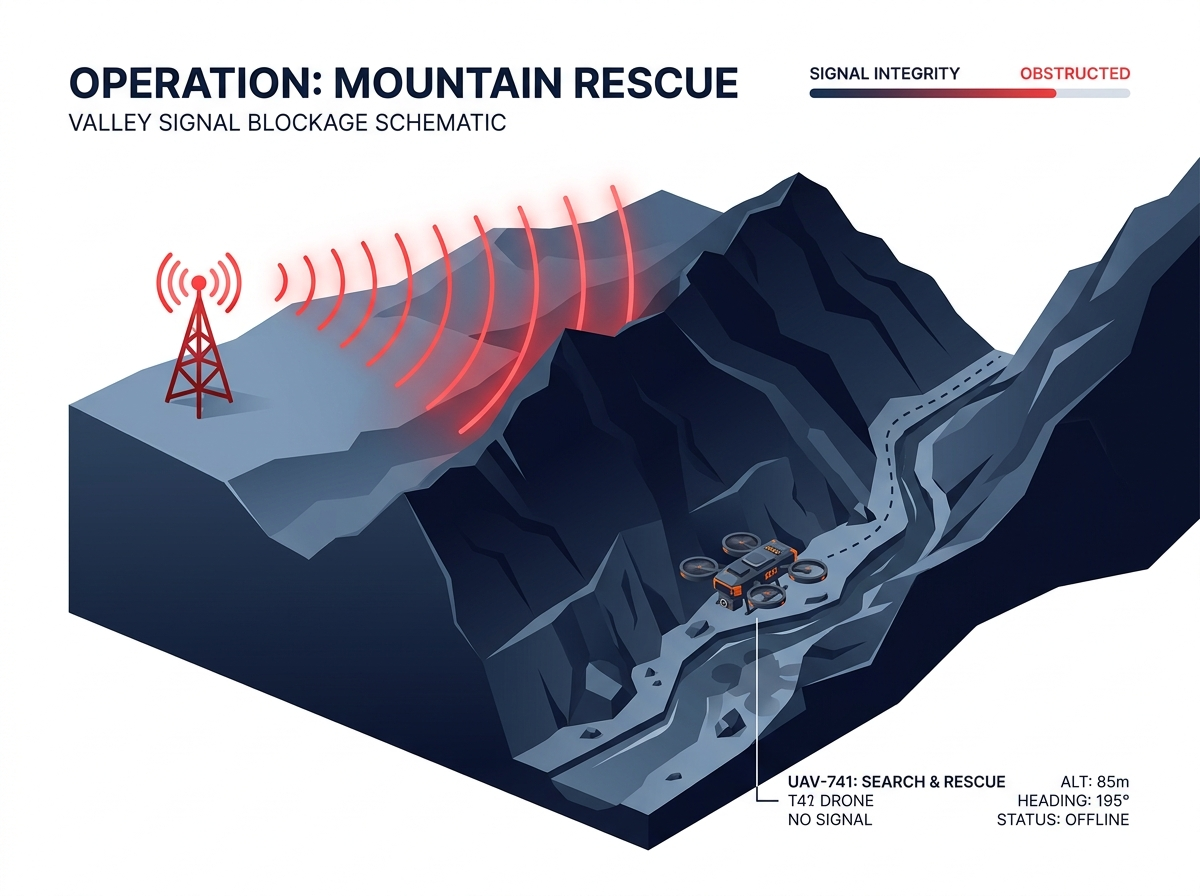 OPERATION: MOUNTAIN RESCUE
VALLEY SIGNAL BLOCKAGE SCHEMATIC
SIGNAL INTEGRITY OBSTRUCTED
UAV-741: SEARCH & RESCUE ALT: 85m
DRONE HEADING: 195°
NO SIGNAL STATUS: OFFLINE